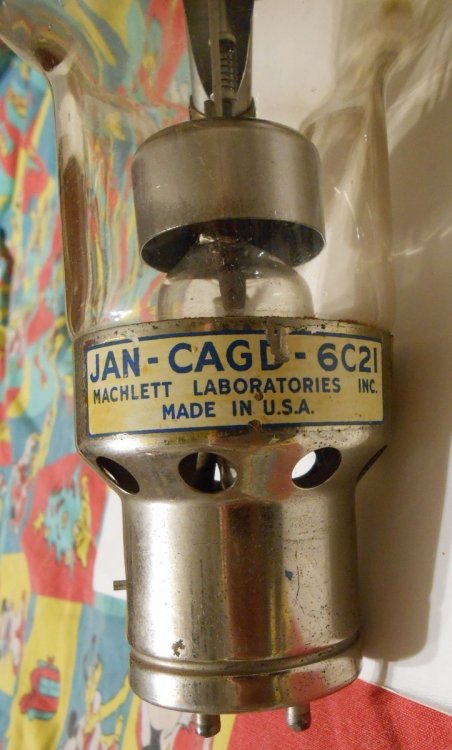 JAN - CAGD - 6C21
MACHLETT LABORATORIES INC.
MADE IN U.S.A.